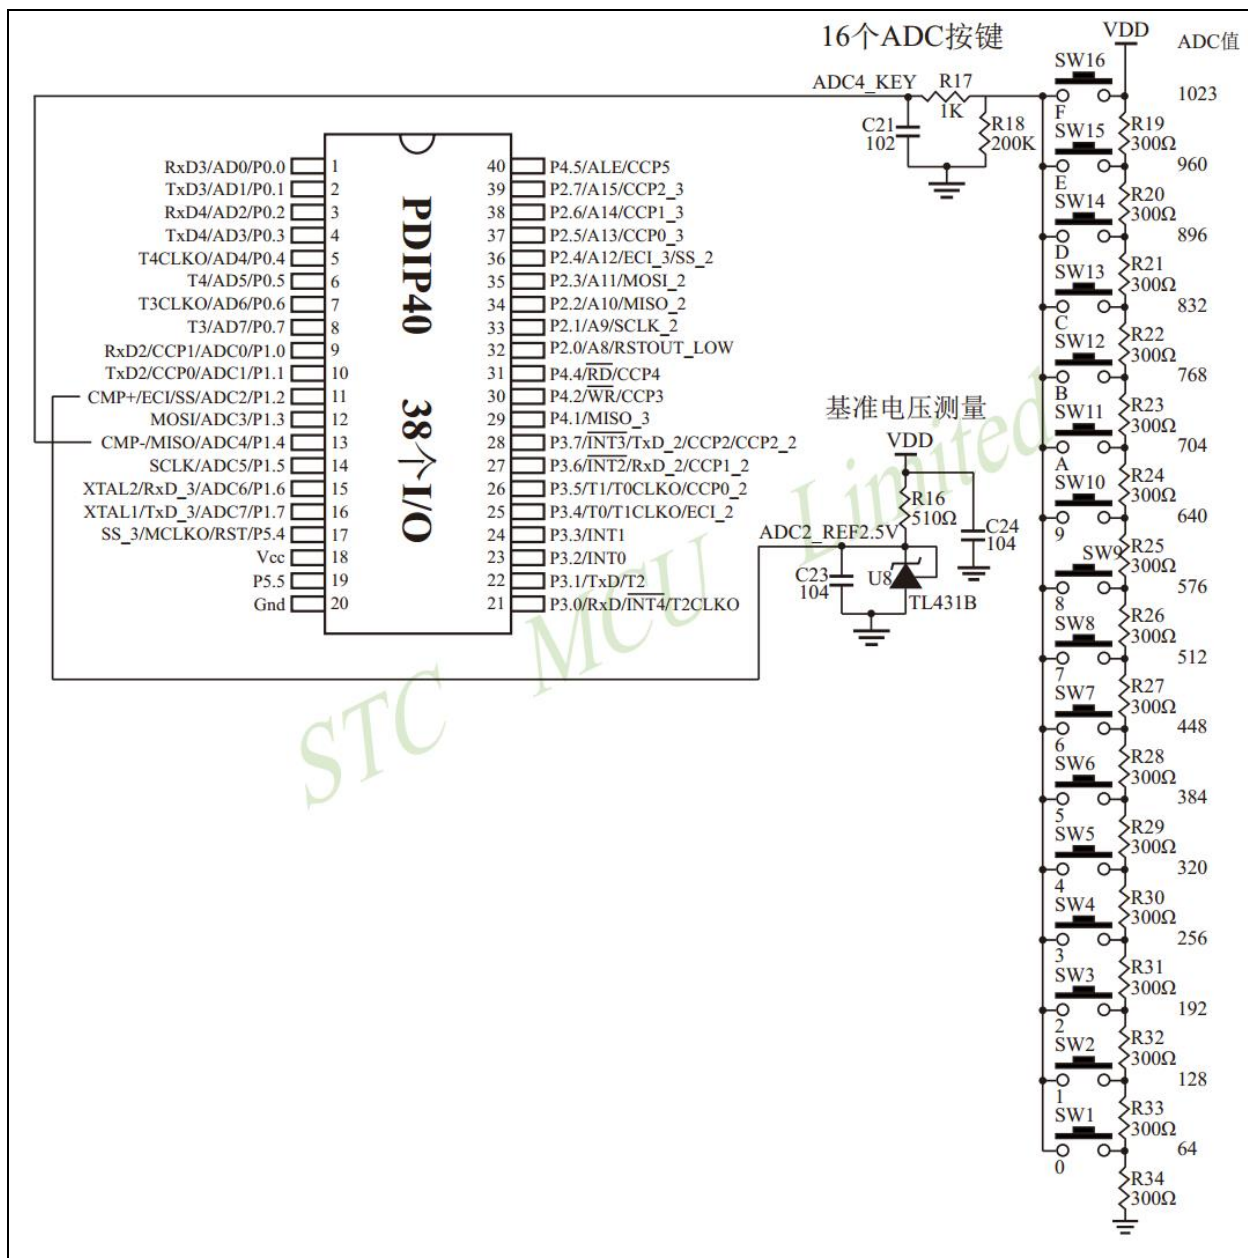 16个ADC按键
VDD
ADC值
SW16
ADC4_KEY
R17
1K
1023
F
C21
102
R18
200K
SW15
R19
300Ω
960
E
SW14
R20
300Ω
896
D
SW13
R21
300Ω
832
C
SW12
R22
300Ω
768
B
SW11
R23
300Ω
704
A
SW10
R24
300Ω
640
9
SW9
R25
300Ω
576
8
SW8
R26
300Ω
512
7
SW7
R27
300Ω
448
6
SW6
R28
300Ω
384
5
SW5
R29
300Ω
320
4
SW4
R30
300Ω
256
3
SW3
R31
300Ω
192
2
SW2
R32
300Ω
128
1
SW1
R33
300Ω
64
0
R34
300Ω
PDIP40 38个I/O
RxD3/AD0/P0.0 1
TxD3/AD1/P0.1 2
RxD4/AD2/P0.2 3
TxD4/AD3/P0.3 4
T4CLKO/AD4/P0.4 5
T4/AD5/P0.5 6
T3CLKO/AD6/P0.6 7
T3/AD7/P0.7 8
RxD2/CCP1/ADC0/P1.0 9
TxD2/CCP0/ADC1/P1.1 10
CMP+/ECI/SS/ADC2/P1.2 11
MOSI/ADC3/P1.3 12
CMP-/MISO/ADC4/P1.4 13
SCLK/ADC5/P1.5 14
XTAL2/RxD_3/ADC6/P1.6 15
XTAL1/TxD_3/ADC7/P1.7 16
SS_3/MCLKO/RST/P5.4 17
Vcc 18
P5.5 19
Gnd 20
40 P4.5/ALE/CCP5
39 P2.7/A15/CCP2_3
38 P2.6/A14/CCP1_3
37 P2.5/A13/CCP0_3
36 P2.4/A12/ECI_3/SS_2
35 P2.3/A11/MOSI_2
34 P2.2/A10/MISO_2
33 P2.1/A9/SCLK_2
32 P2.0/A8/RSTOUT_LOW
31 P4.4/RD/CCP4
30 P4.2/WR/CCP3
29 P4.1/MISO_3
28 P3.7/INT3/TxD_2/CCP2/CCP2_2
27 P3.6/INT2/RxD_2/CCP1_2
26 P3.5/T1/T0CLKO/CCP0_2
25 P3.4/T0/T1CLKO/ECI_2
24 P3.3/INT1
23 P3.2/INT0
22 P3.1/TxD/T2
21 P3.0/RxD/INT4/T2CLKO
基准电压测量
VDD
R16
510Ω
ADC2_REF2.5V
C24
104
C23
104
U8
TL431B
STC MCU Limited